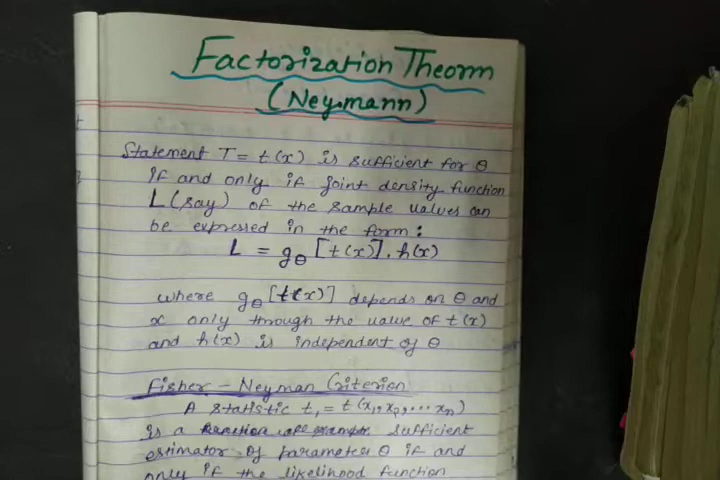 Factorization Theorm
(Neymann)
Statement T = t(x) is sufficient for θ
if and only if joint density function
L(say) of the sample values can
be expressed in the form:
L = gθ [t(x)]. h(x)
where gθ [t(x)] depends on θ and
x only through the value of t(x)
and h(x) is independent of θ
Fisher - Neyman Criterion
A statistic t₁ = t(x₁, x₂, ... xₙ)
is a sufficient
estimator of parameter θ if and
only if the likelihood function